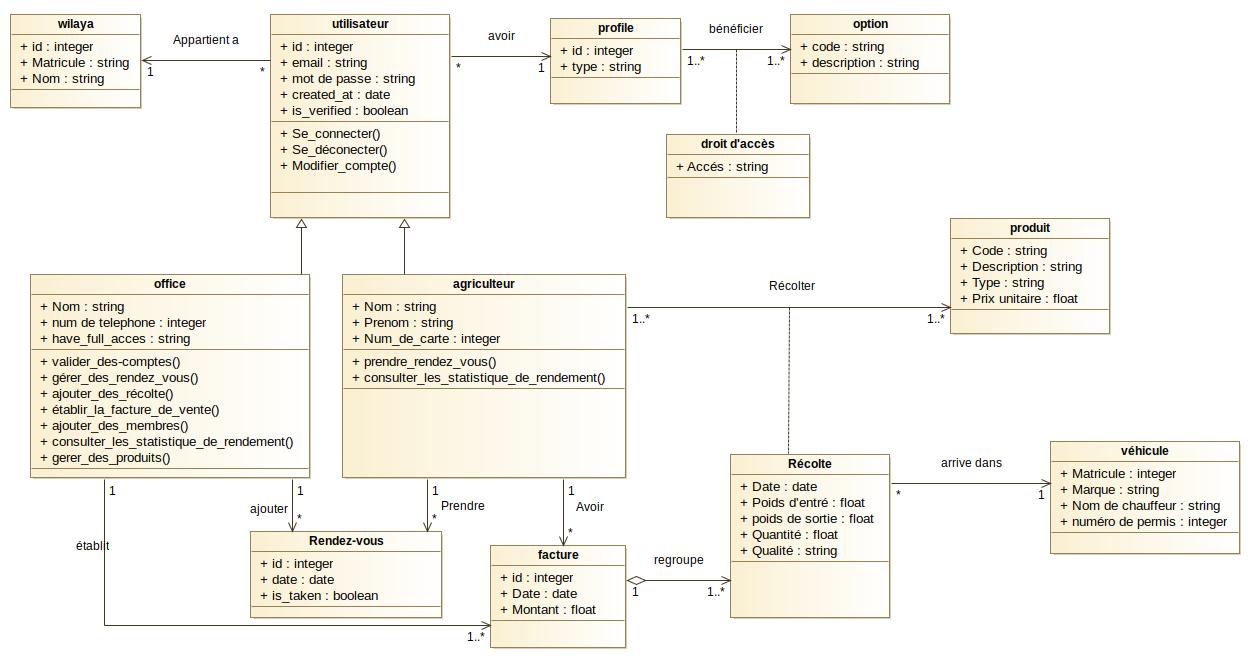 wilaya
+ id : integer
+ Matricule : string
+ Nom : string
Appartient a
1
*
utilisateur
+ id : integer
+ email : string
+ mot de passe : string
+ created_at : date
+ is_verified : boolean
+ Se_connecter()
+ Se_déconecter()
+ Modifier_compte()
avoir
*
1
profile
+ id : integer
+ type : string
bénéficier
1..*
1..*
option
+ code : string
+ description : string
droit d'accès
+ Accés : string
produit
+ Code : string
+ Description : string
+ Type : string
+ Prix unitaire : float
office
+ Nom : string
+ num de telephone : integer
+ have_full_acces : string
+ valider_des-comptes()
+ gérer_des_rendez_vous()
+ ajouter_des_récolte()
+ établir_la_facture_de_vente()
+ ajouter_des_membres()
+ consulter_les_statistique_de_rendement()
+ gerer_des_produits()
agriculteur
+ Nom : string
+ Prenom : string
+ Num_de_carte : integer
+ prendre_rendez_vous()
+ consulter_les_statistique_de_rendement()
Récolter
1..*
1..*
Récolte
+ Date : date
+ Poids d'entré : float
+ poids de sortie : float
+ Quantité : float
+ Qualité : string
arrive dans
*
1
véhicule
+ Matricule : integer
+ Marque : string
+ Nom de chauffeur : string
+ numéro de permis : integer
1
1
ajouter
*
1
Prendre
*
1
Avoir
*
établit
1..*
Rendez-vous
+ id : integer
+ date : date
+ is_taken : boolean
facture
+ id : integer
+ Date : date
+ Montant : float
regroupe
1
1..*